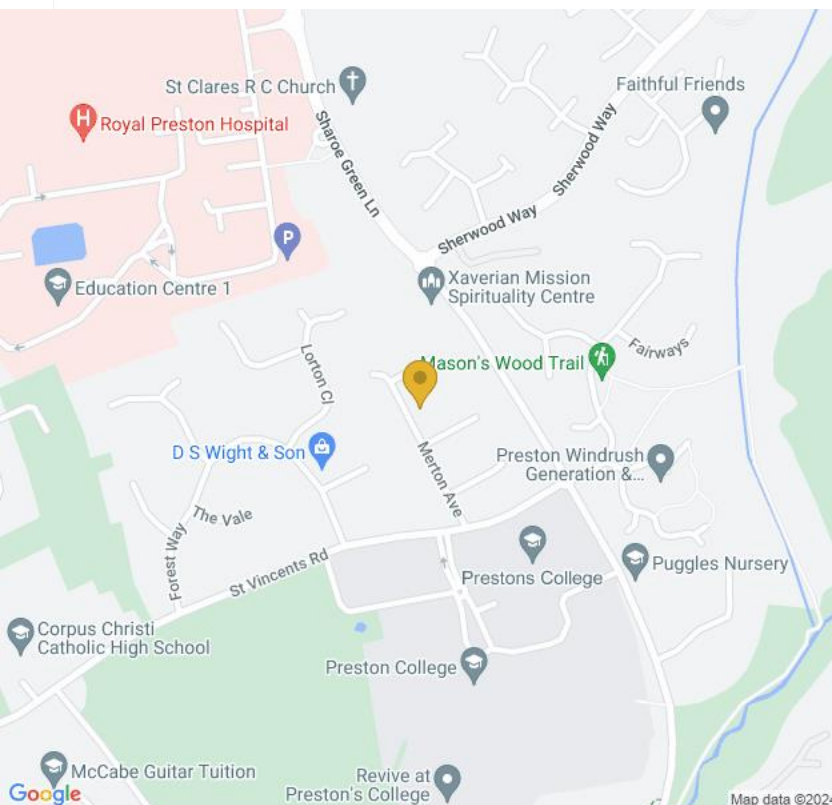 St Clares R C Church
Faithful Friends
H
Royal Preston Hospital
Sharoe Green Ln
Sherwood Way
Sherwood Way
P
Education Centre 1
Xaverian Mission
Spirituality Centre
Fairways
Lorton Cl
Mason's Wood Trail
D S Wight & Son
Merton Ave
Preston Windrush
Generation &...
The Vale
Forest Way
St Vincents Rd
Prestons College
Puggles Nursery
Corpus Christi
Catholic High School
Preston College
McCabe Guitar Tuition
Revive at
Preston's College
Google
Map data ©202